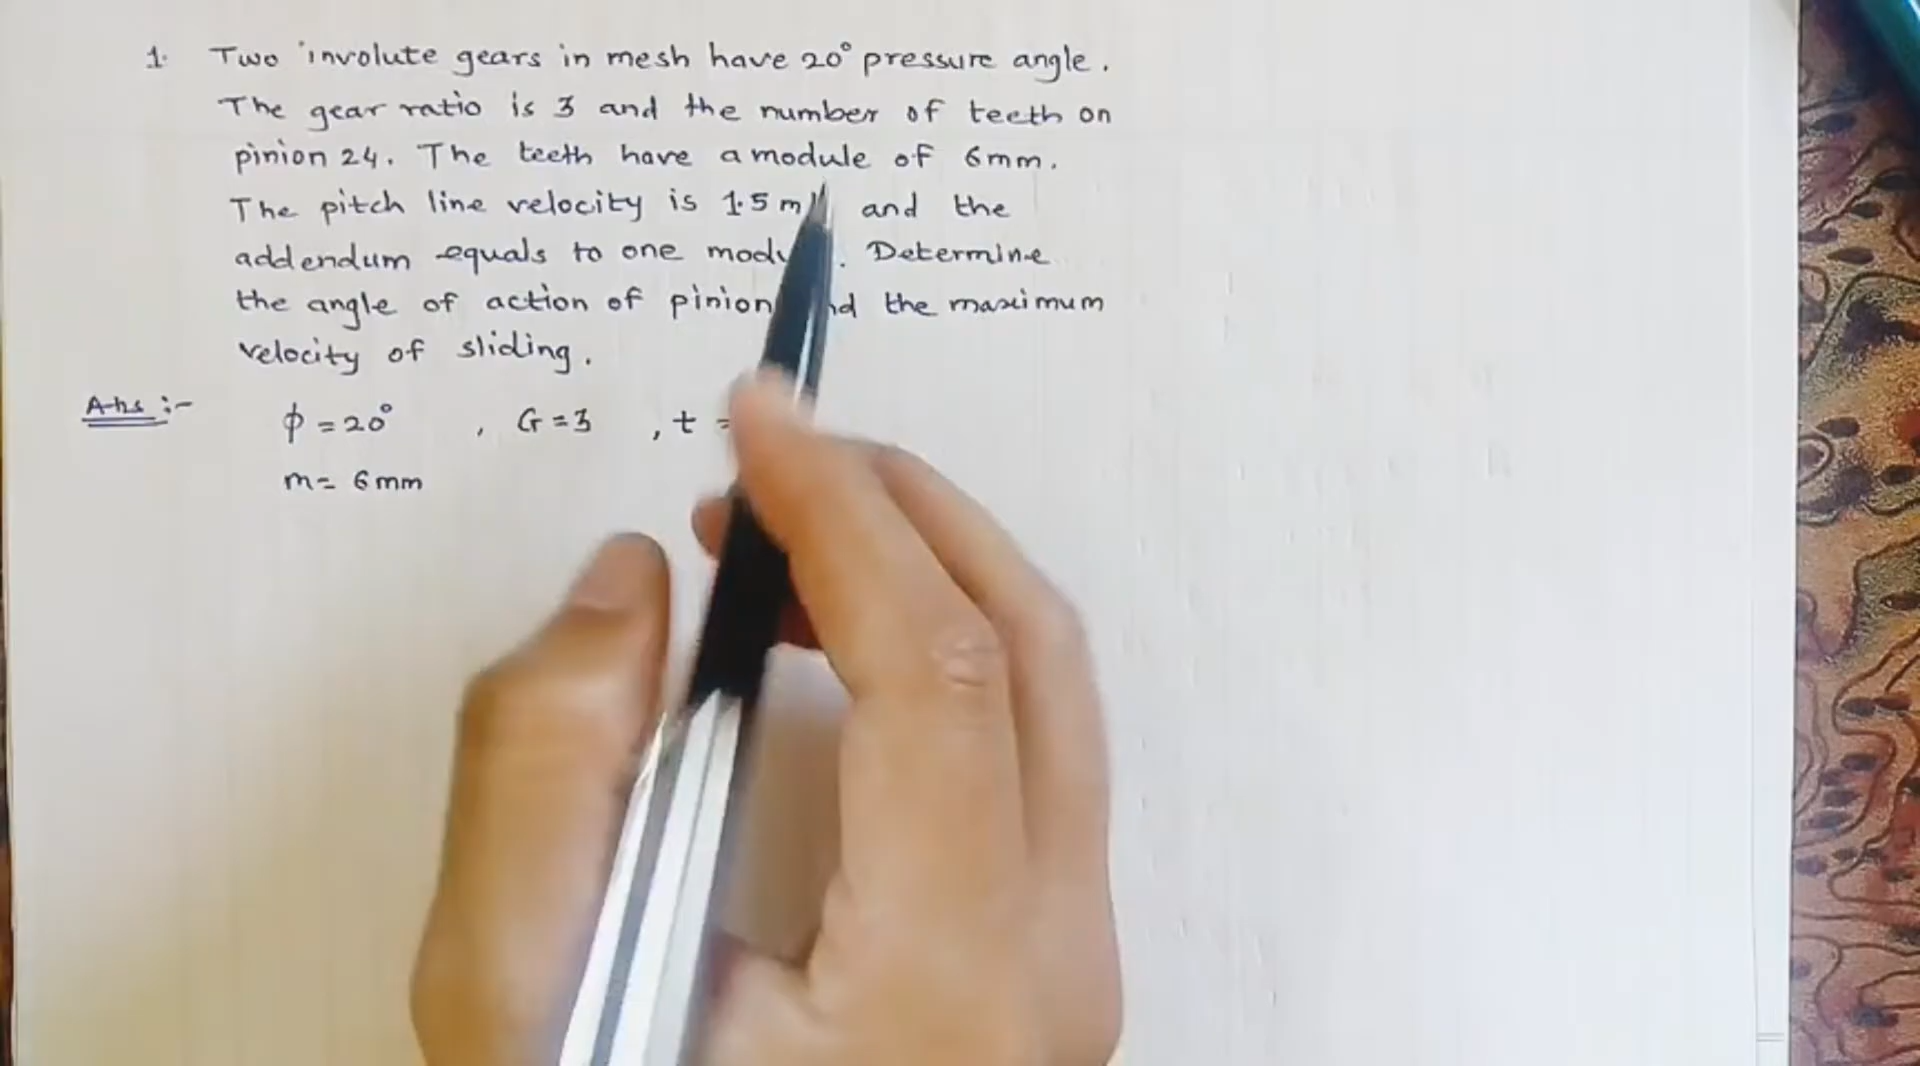 1. Two involute gears in mesh have 20° pressure angle.
The gear ratio is 3 and the number of teeth on
pinion 24. The teeth have a module of 6mm.
The pitch line velocity is 1.5 m/ and the
addendum equals to one modu . Determine
the angle of action of pinion the maximum
velocity of sliding.
Ans :- ϕ = 20° , G = 3 , t =
m = 6mm